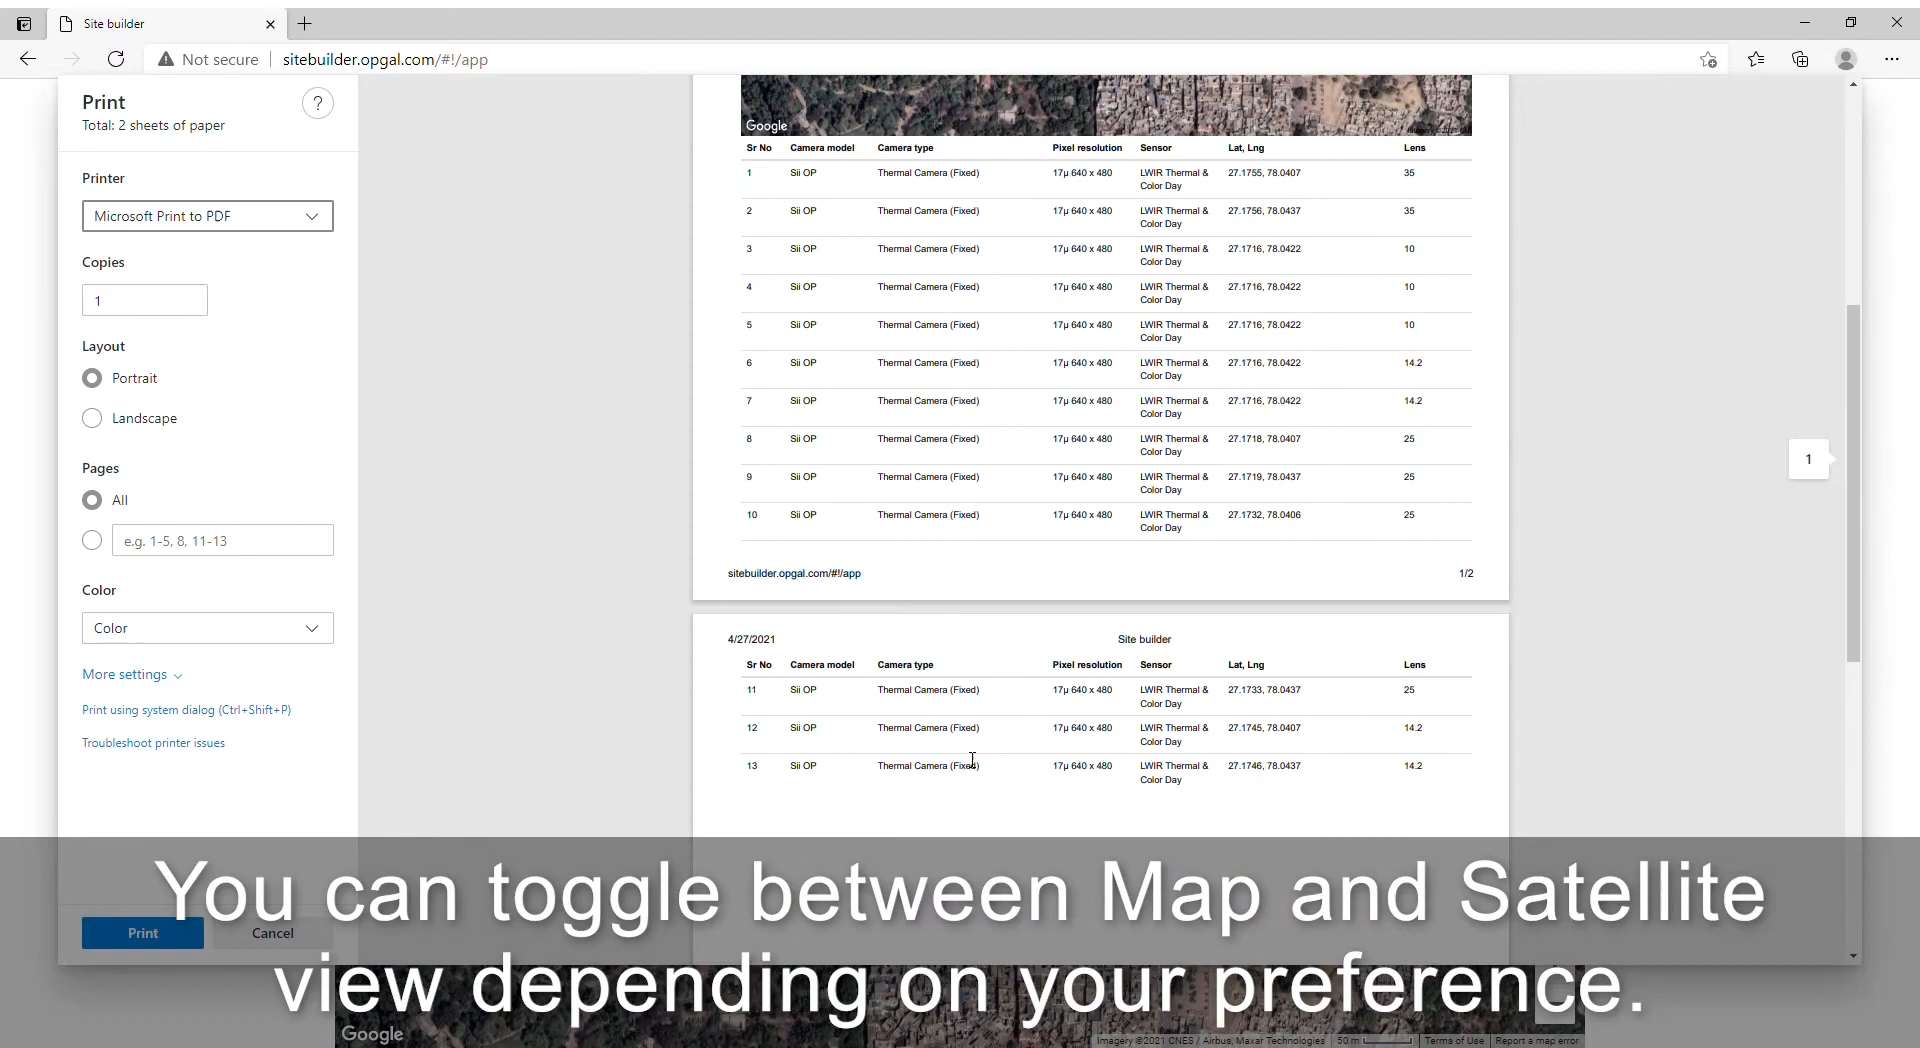 Site builder
Not secure
sitebuilder.opgal.com/#!/app
Print
?
Total: 2 sheets of paper
Printer
Microsoft Print to PDF
Copies
1
Layout
Portrait
Landscape
Pages
All
e.g. 1-5, 8, 11-13
Color
Color
More settings
Print using system dialog (Ctrl+Shift+P)
Troubleshoot printer issues
Print
Cancel
Google
Sr No Camera model Camera type Pixel resolution Sensor Lat, Lng Lens
1 Sii OP Thermal Camera (Fixed) 17µ 640 x 480 LWIR Thermal & 27.1755, 78.0407 35
Color Day
2 Sii OP Thermal Camera (Fixed) 17µ 640 x 480 LWIR Thermal & 27.1756, 78.0437 35
Color Day
3 Sii OP Thermal Camera (Fixed) 17µ 640 x 480 LWIR Thermal & 27.1716, 78.0422 10
Color Day
4 Sii OP Thermal Camera (Fixed) 17µ 640 x 480 LWIR Thermal & 27.1716, 78.0422 10
Color Day
5 Sii OP Thermal Camera (Fixed) 17µ 640 x 480 LWIR Thermal & 27.1716, 78.0422 10
Color Day
6 Sii OP Thermal Camera (Fixed) 17µ 640 x 480 LWIR Thermal & 27.1716, 78.0422 14.2
Color Day
7 Sii OP Thermal Camera (Fixed) 17µ 640 x 480 LWIR Thermal & 27.1716, 78.0422 14.2
Color Day
8 Sii OP Thermal Camera (Fixed) 17µ 640 x 480 LWIR Thermal & 27.1718, 78.0407 25
Color Day
9 Sii OP Thermal Camera (Fixed) 17µ 640 x 480 LWIR Thermal & 27.1719, 78.0437 25
Color Day
10 Sii OP Thermal Camera (Fixed) 17µ 640 x 480 LWIR Thermal & 27.1732, 78.0406 25
Color Day
sitebuilder.opgal.com/#!/app 1/2
1
4/27/2021 Site builder
Sr No Camera model Camera type Pixel resolution Sensor Lat, Lng Lens
11 Sii OP Thermal Camera (Fixed) 17µ 640 x 480 LWIR Thermal & 27.1733, 78.0437 25
Color Day
12 Sii OP Thermal Camera (Fixed) 17µ 640 x 480 LWIR Thermal & 27.1745, 78.0407 14.2
Color Day
13 Sii OP Thermal Camera (Fixed) 17µ 640 x 480 LWIR Thermal & 27.1746, 78.0437 14.2
Color Day
You can toggle between Map and Satellite
view depending on your preference.
Google
Imagery ©2021 CNES / Airbus, Maxar Technologies 50 m Terms of Use Report a map error